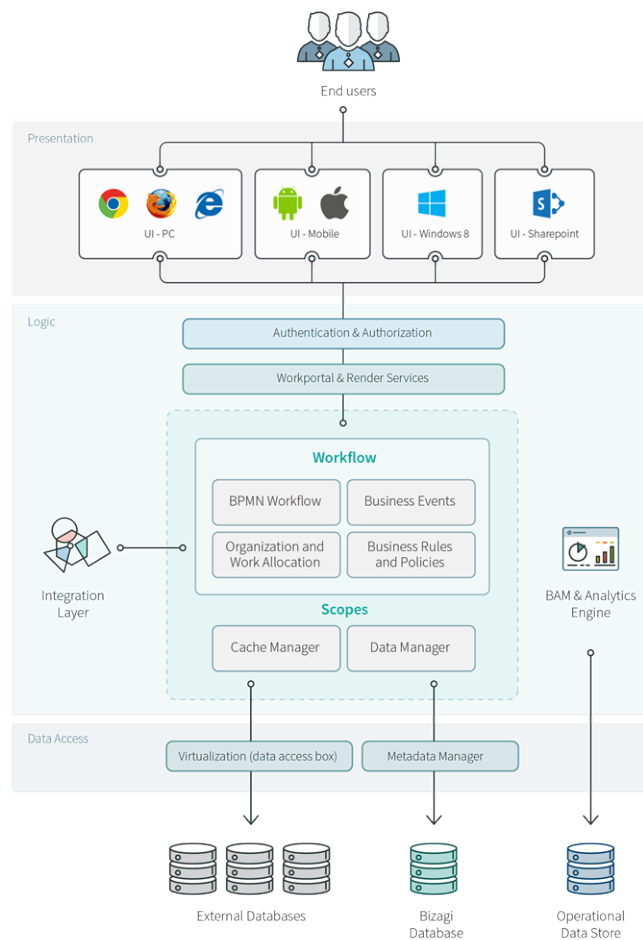 End users
Presentation
UI - PC
UI - Mobile
UI - Windows 8
UI - Sharepoint
S
Logic
Authentication & Authorization
Workportal & Render Services
Workflow
BPMN Workflow
Business Events
Organization and
Work Allocation
Business Rules
and Policies
Integration
Layer
BAM & Analytics
Engine
Scopes
Cache Manager
Data Manager
Data Access
Virtualization (data access box)
Metadata Manager
External Databases
Bizagi
Database
Operational
Data Store